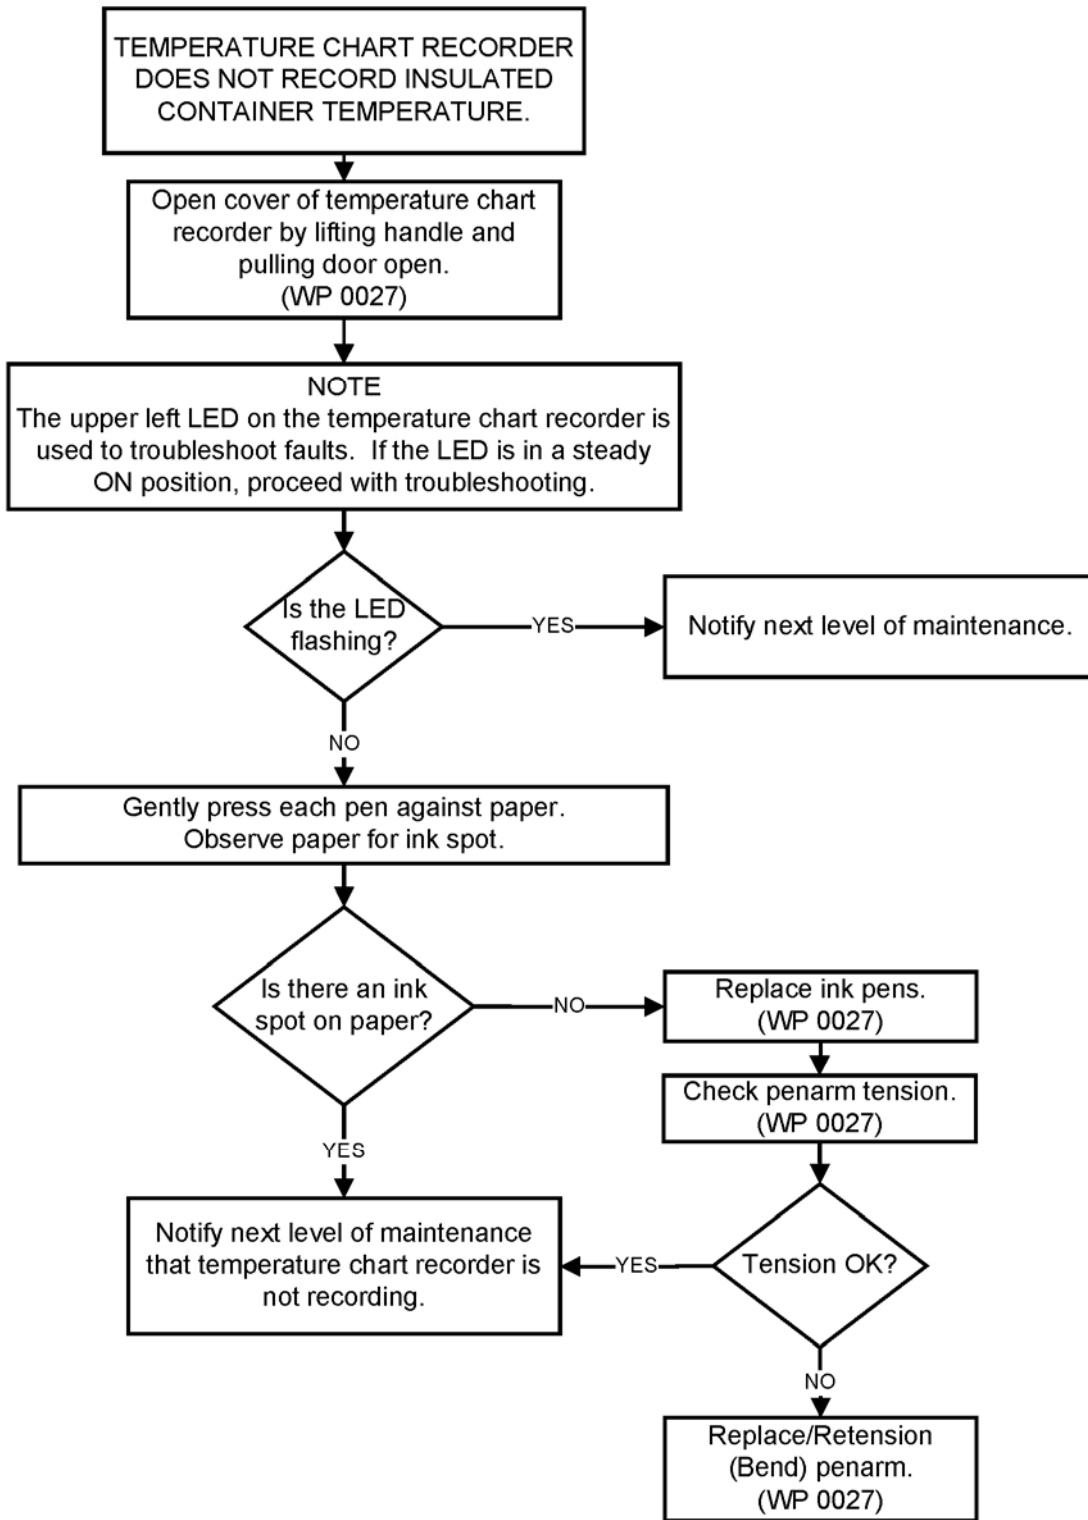 TEMPERATURE CHART RECORDER
DOES NOT RECORD INSULATED
CONTAINER TEMPERATURE.
Open cover of temperature chart
recorder by lifting handle and
pulling door open.
(WP 0027)
NOTE
The upper left LED on the temperature chart recorder is
used to troubleshoot faults.  If the LED is in a steady
ON position, proceed with troubleshooting.
Is the LED
flashing?
YES
Notify next level of maintenance.
NO
Gently press each pen against paper.
Observe paper for ink spot.
Is there an ink
spot on paper?
NO
Replace ink pens.
(WP 0027)
Check penarm tension.
(WP 0027)
YES
Notify next level of maintenance
that temperature chart recorder is
not recording.
YES
Tension OK?
NO
Replace/Retension
(Bend) penarm.
(WP 0027)